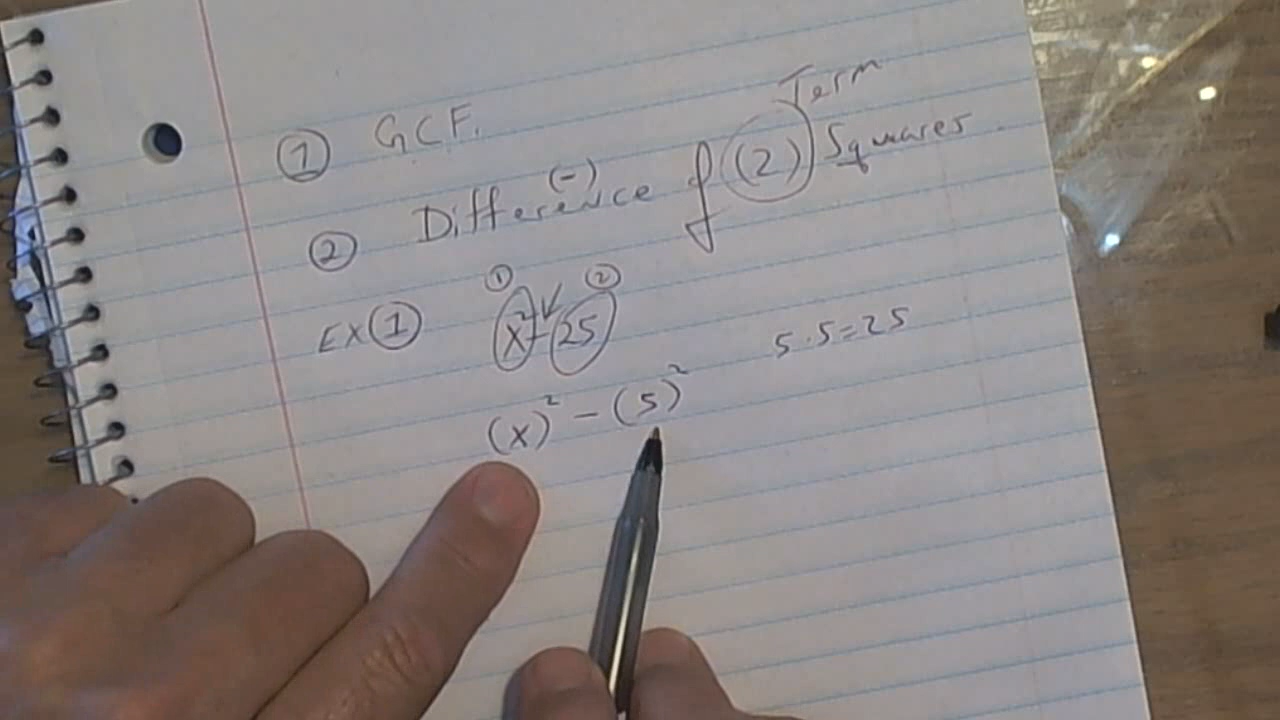 ① GCF.
② Difference (-) of (2) Term Squares
① ②
EX ① x² - 25
5·5=25
(x)² - (5)²